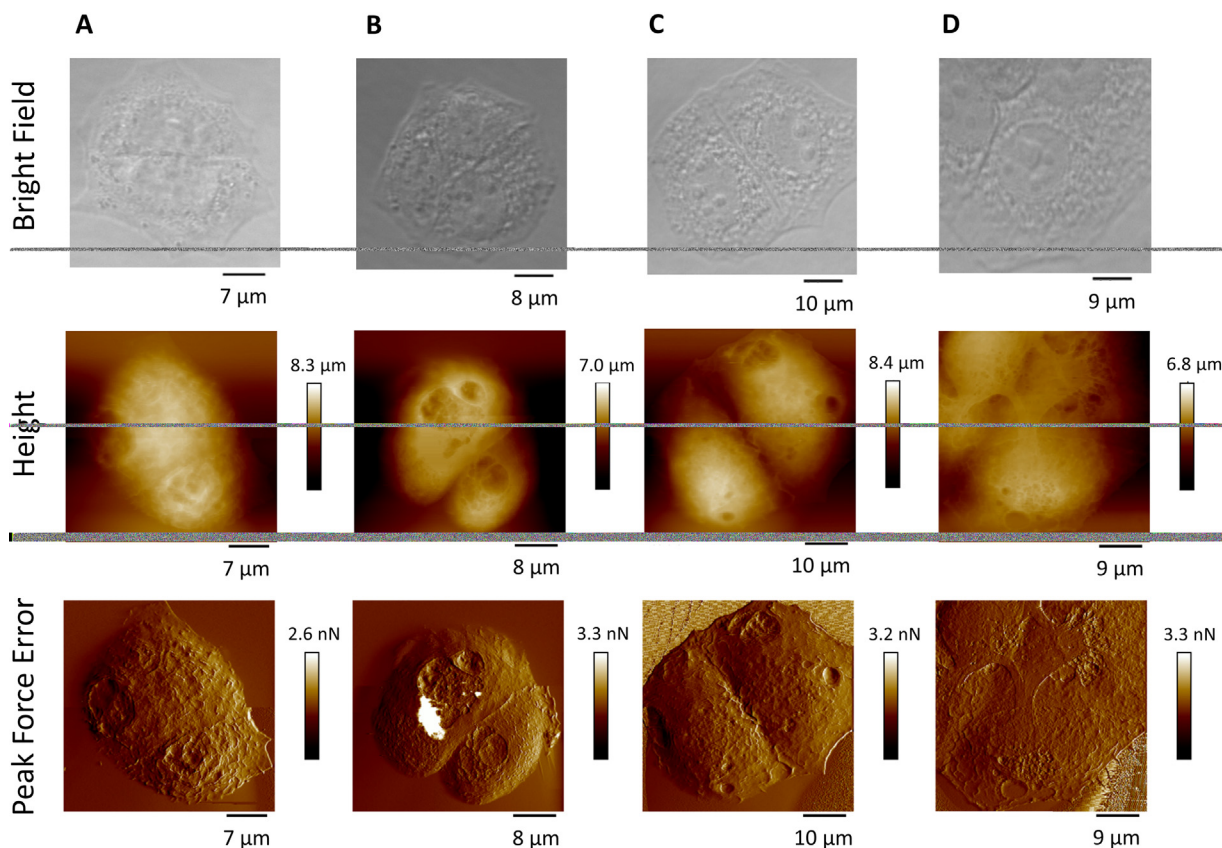 A B C D
Bright Field
7 µm 8 µm 10 µm 9 µm
Height
8.3 µm 7.0 µm 8.4 µm 6.8 µm
7 µm 8 µm 10 µm 9 µm
Peak Force Error
2.6 nN 3.3 nN 3.2 nN 3.3 nN
7 µm 8 µm 10 µm 9 µm